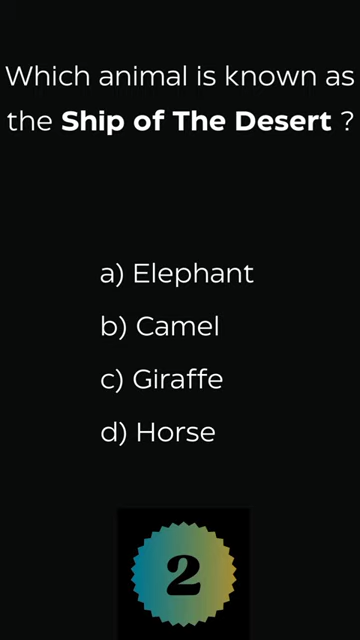 Which animal is known as
the Ship of The Desert ?
a) Elephant
b) Camel
c) Giraffe
d) Horse
2